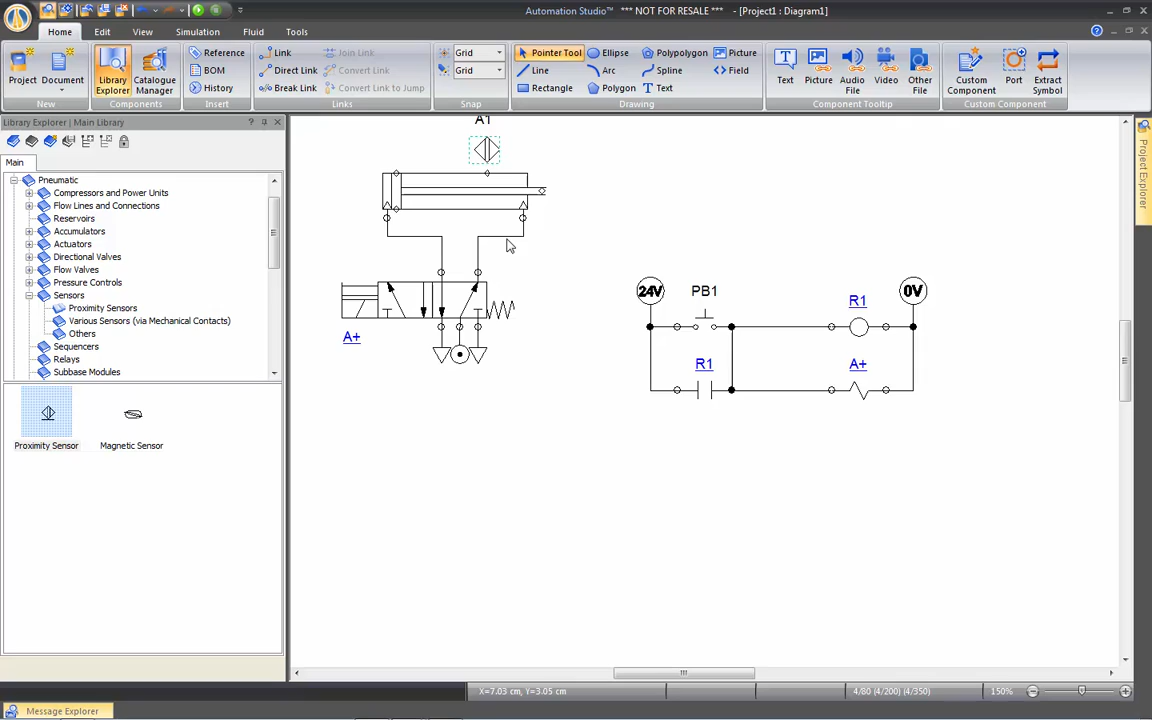 Automation Studio™ *** NOT FOR RESALE *** - [Project1 : Diagram1]
Home Edit View Simulation Fluid Tools
Project
Document
New
Library Explorer
Catalogue Manager
Components
Reference
BOM
History
Insert
Link
Direct Link
Break Link
Join Link
Convert Link
Convert Link to Jump
Links
Grid
Grid
Snap
Pointer Tool
Line
Rectangle
Ellipse
Arc
Polygon
Polypolygon
Spline
Text
Picture
Field
Drawing
Text
Picture
Audio File
Video
Other File
Component Tooltip
Custom Component
Port
Extract Symbol
Custom Component
Library Explorer | Main Library
Main
Pneumatic
Compressors and Power Units
Flow Lines and Connections
Reservoirs
Accumulators
Actuators
Directional Valves
Flow Valves
Pressure Controls
Sensors
Proximity Sensors
Various Sensors (via Mechanical Contacts)
Others
Sequencers
Relays
Subbase Modules
Proximity Sensor
Magnetic Sensor
A1
A+
24V
PB1
R1
0V
R1
A+
Project Explorer
X=7.03 cm, Y=3.05 cm
4/80 (4/200) (4/350)
150%
Message Explorer